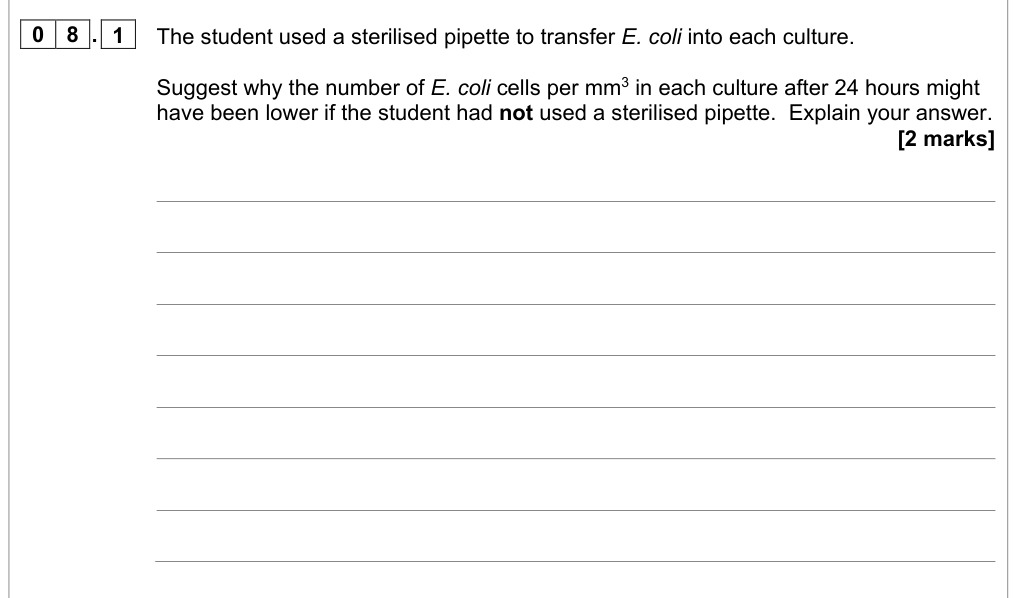 08.1 The student used a sterilised pipette to transfer E. coli into each culture.
Suggest why the number of E. coli cells per mm³ in each culture after 24 hours might
have been lower if the student had not used a sterilised pipette. Explain your answer.
[2 marks]